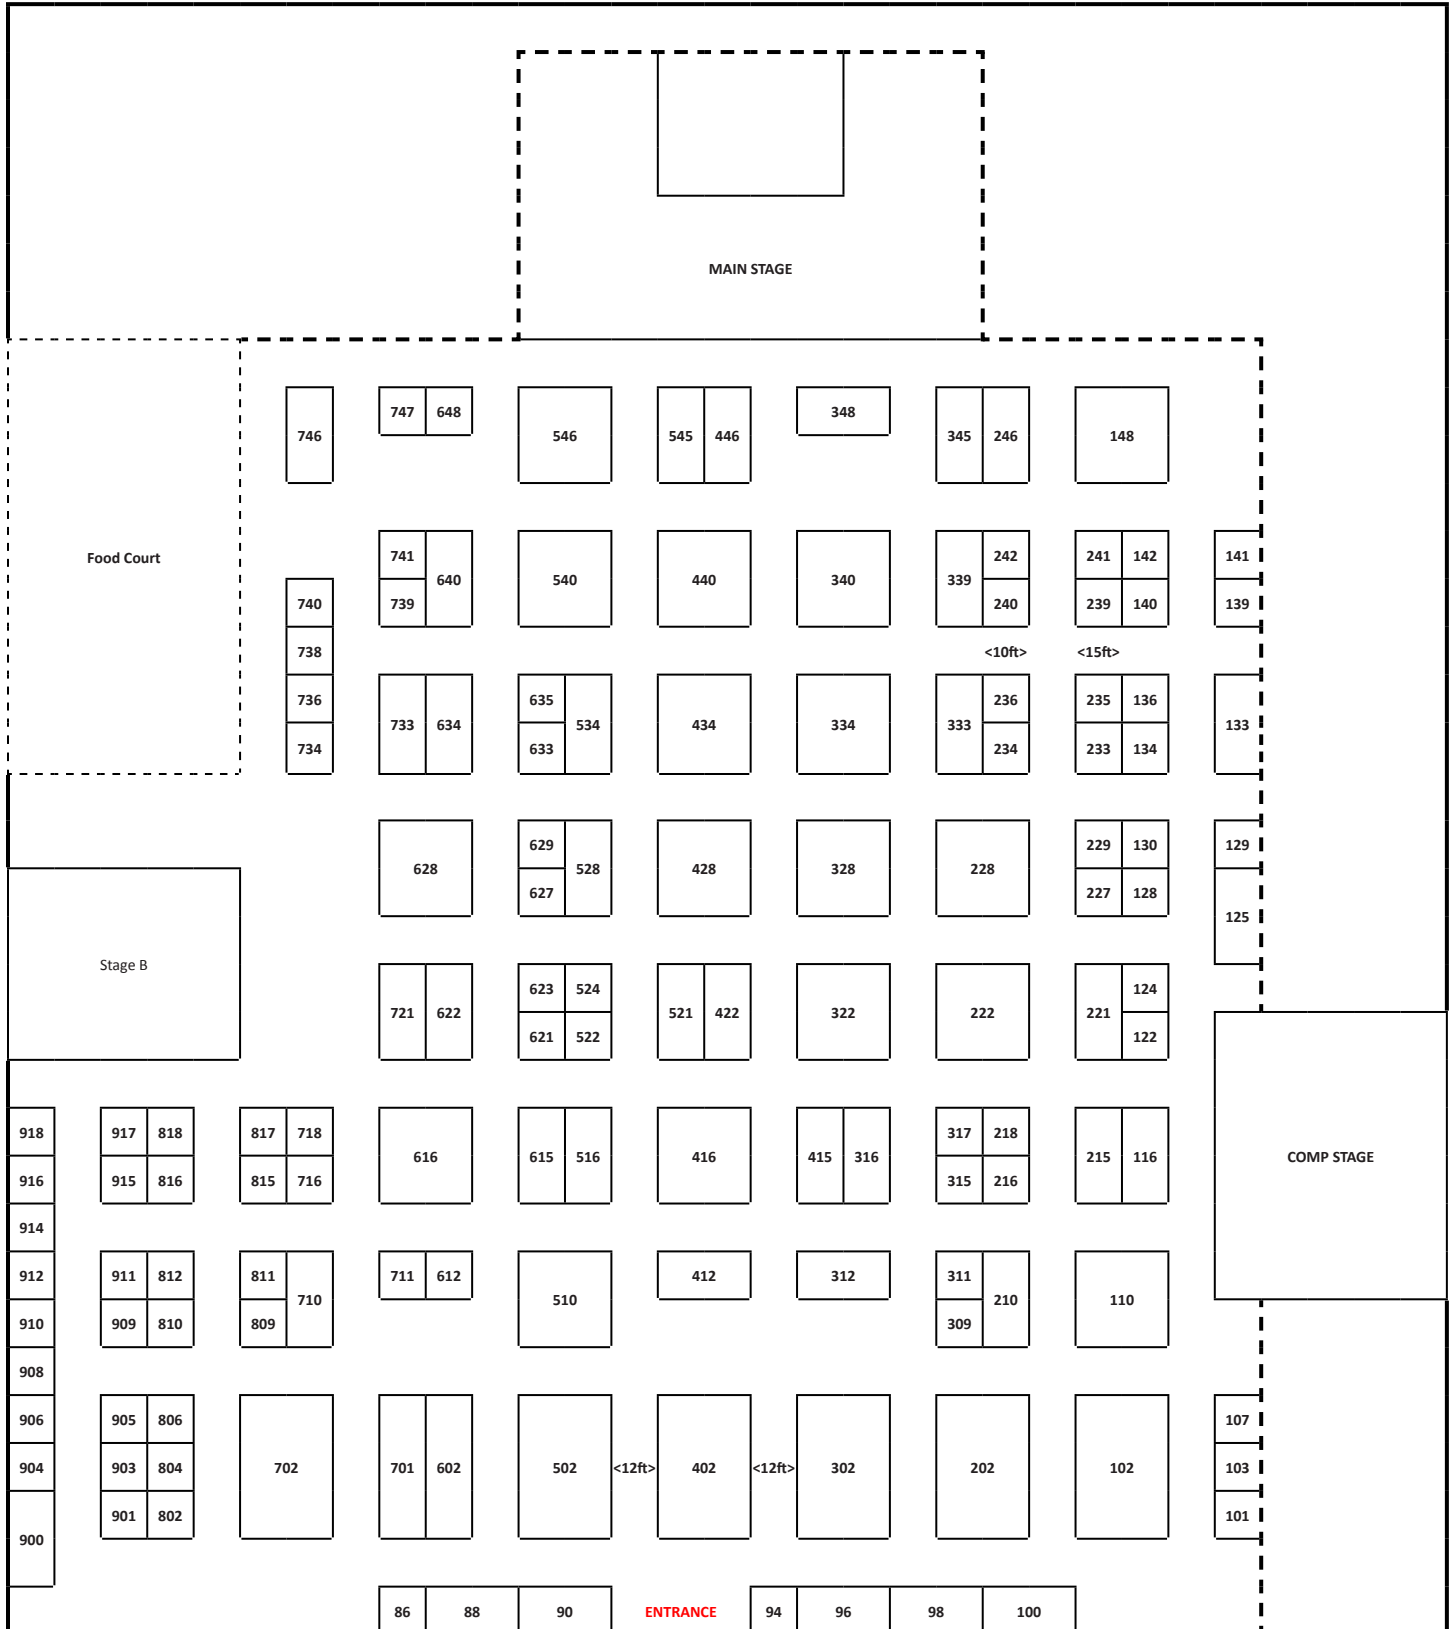 MAIN STAGE
747 648 348
746 546 545 446 345 246 148
741 242 241 142 141
Food Court 640 540 440 340 339
740 739 240 239 140 139
738 <10ft> <15ft>
736 635 236 235 136
733 634 534 434 334 333 133
734 633 234 233 134
629 229 130 129
628 528 428 328 228
627 227 128
125
Stage B
623 524 124
721 622 521 422 322 222 221
621 522 122
918 917 818 817 718 317 218
616 615 516 416 415 316 215 116 COMP STAGE
916 915 816 815 716 315 216
914
912 911 812 811 711 612 412 312 311
710 510 210 110
910 909 810 809 309
908
906 905 806 107
904 903 804 702 701 602 502 <12ft> 402 <12ft> 302 202 102 103
901 802 101
900
86 88 90 ENTRANCE 94 96 98 100